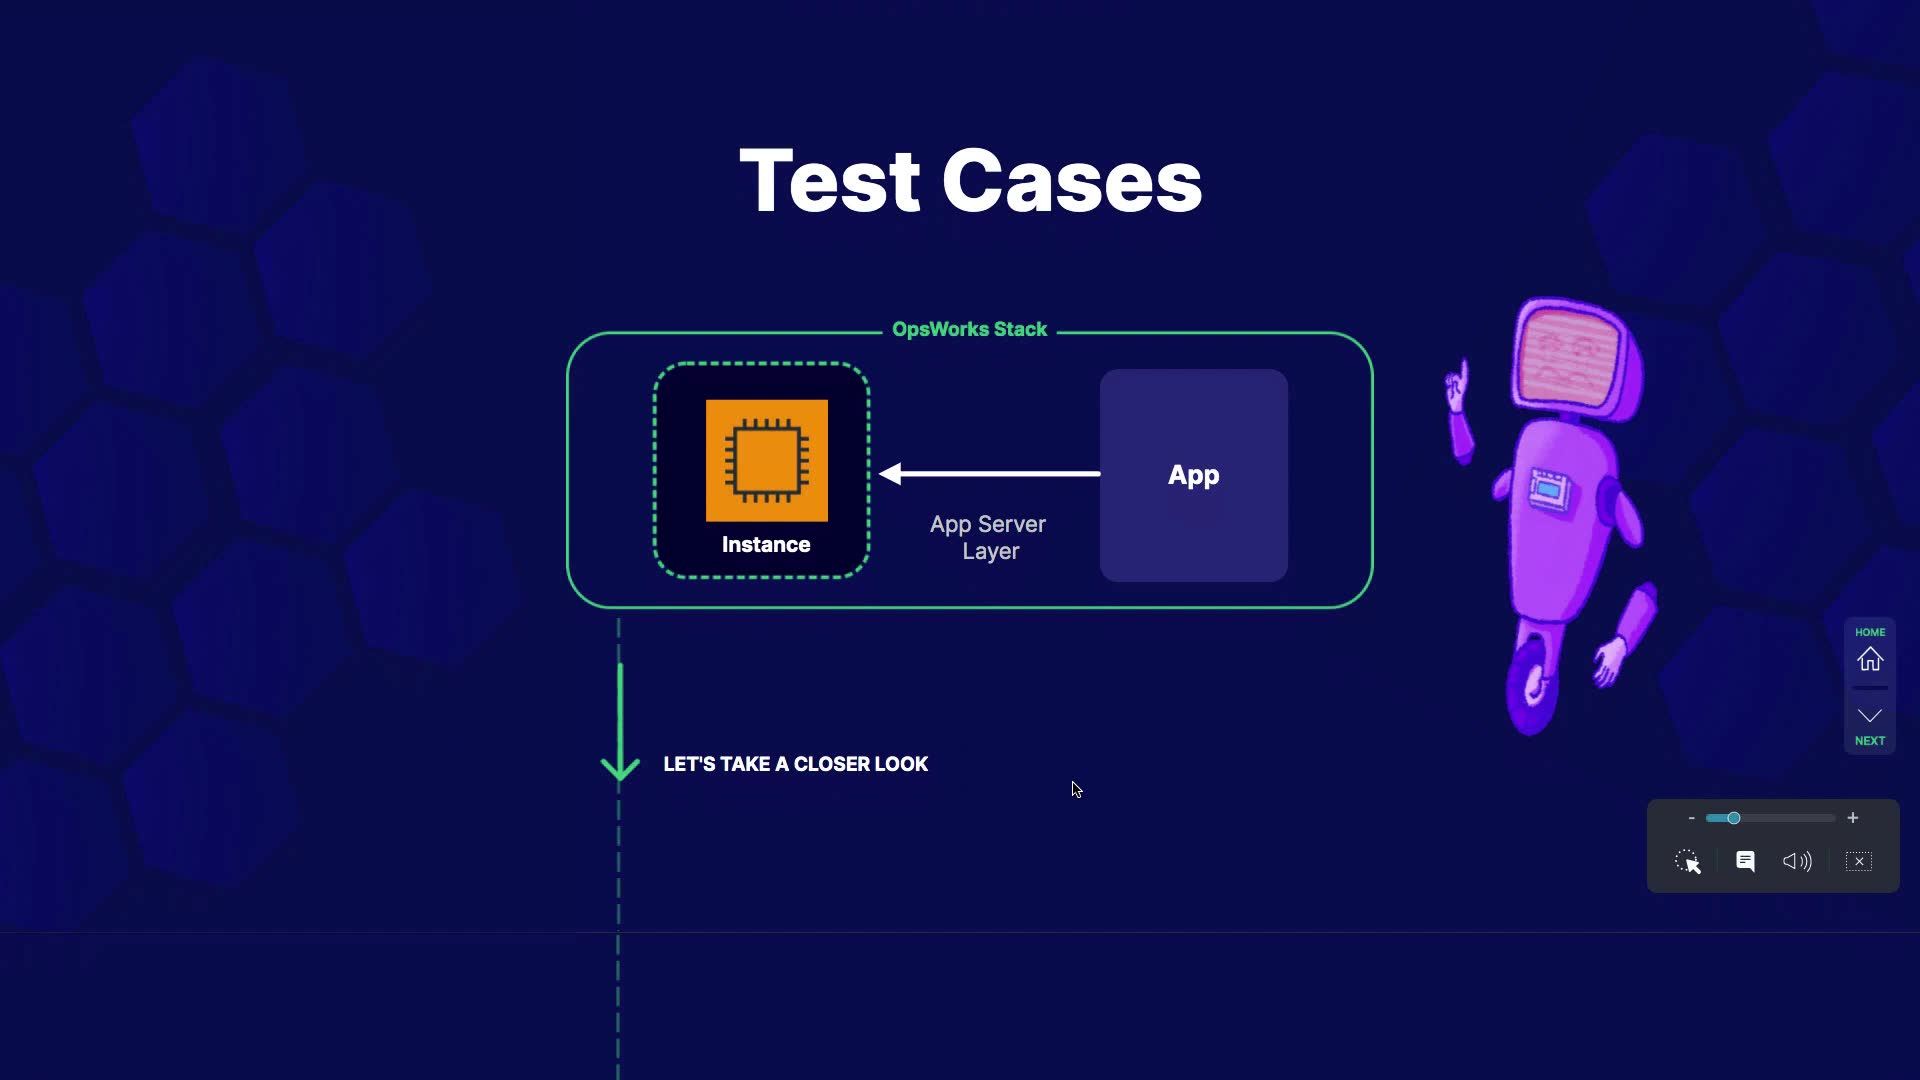 Test Cases
OpsWorks Stack
Instance
App Server
Layer
App
LET'S TAKE A CLOSER LOOK
HOME
NEXT
- +